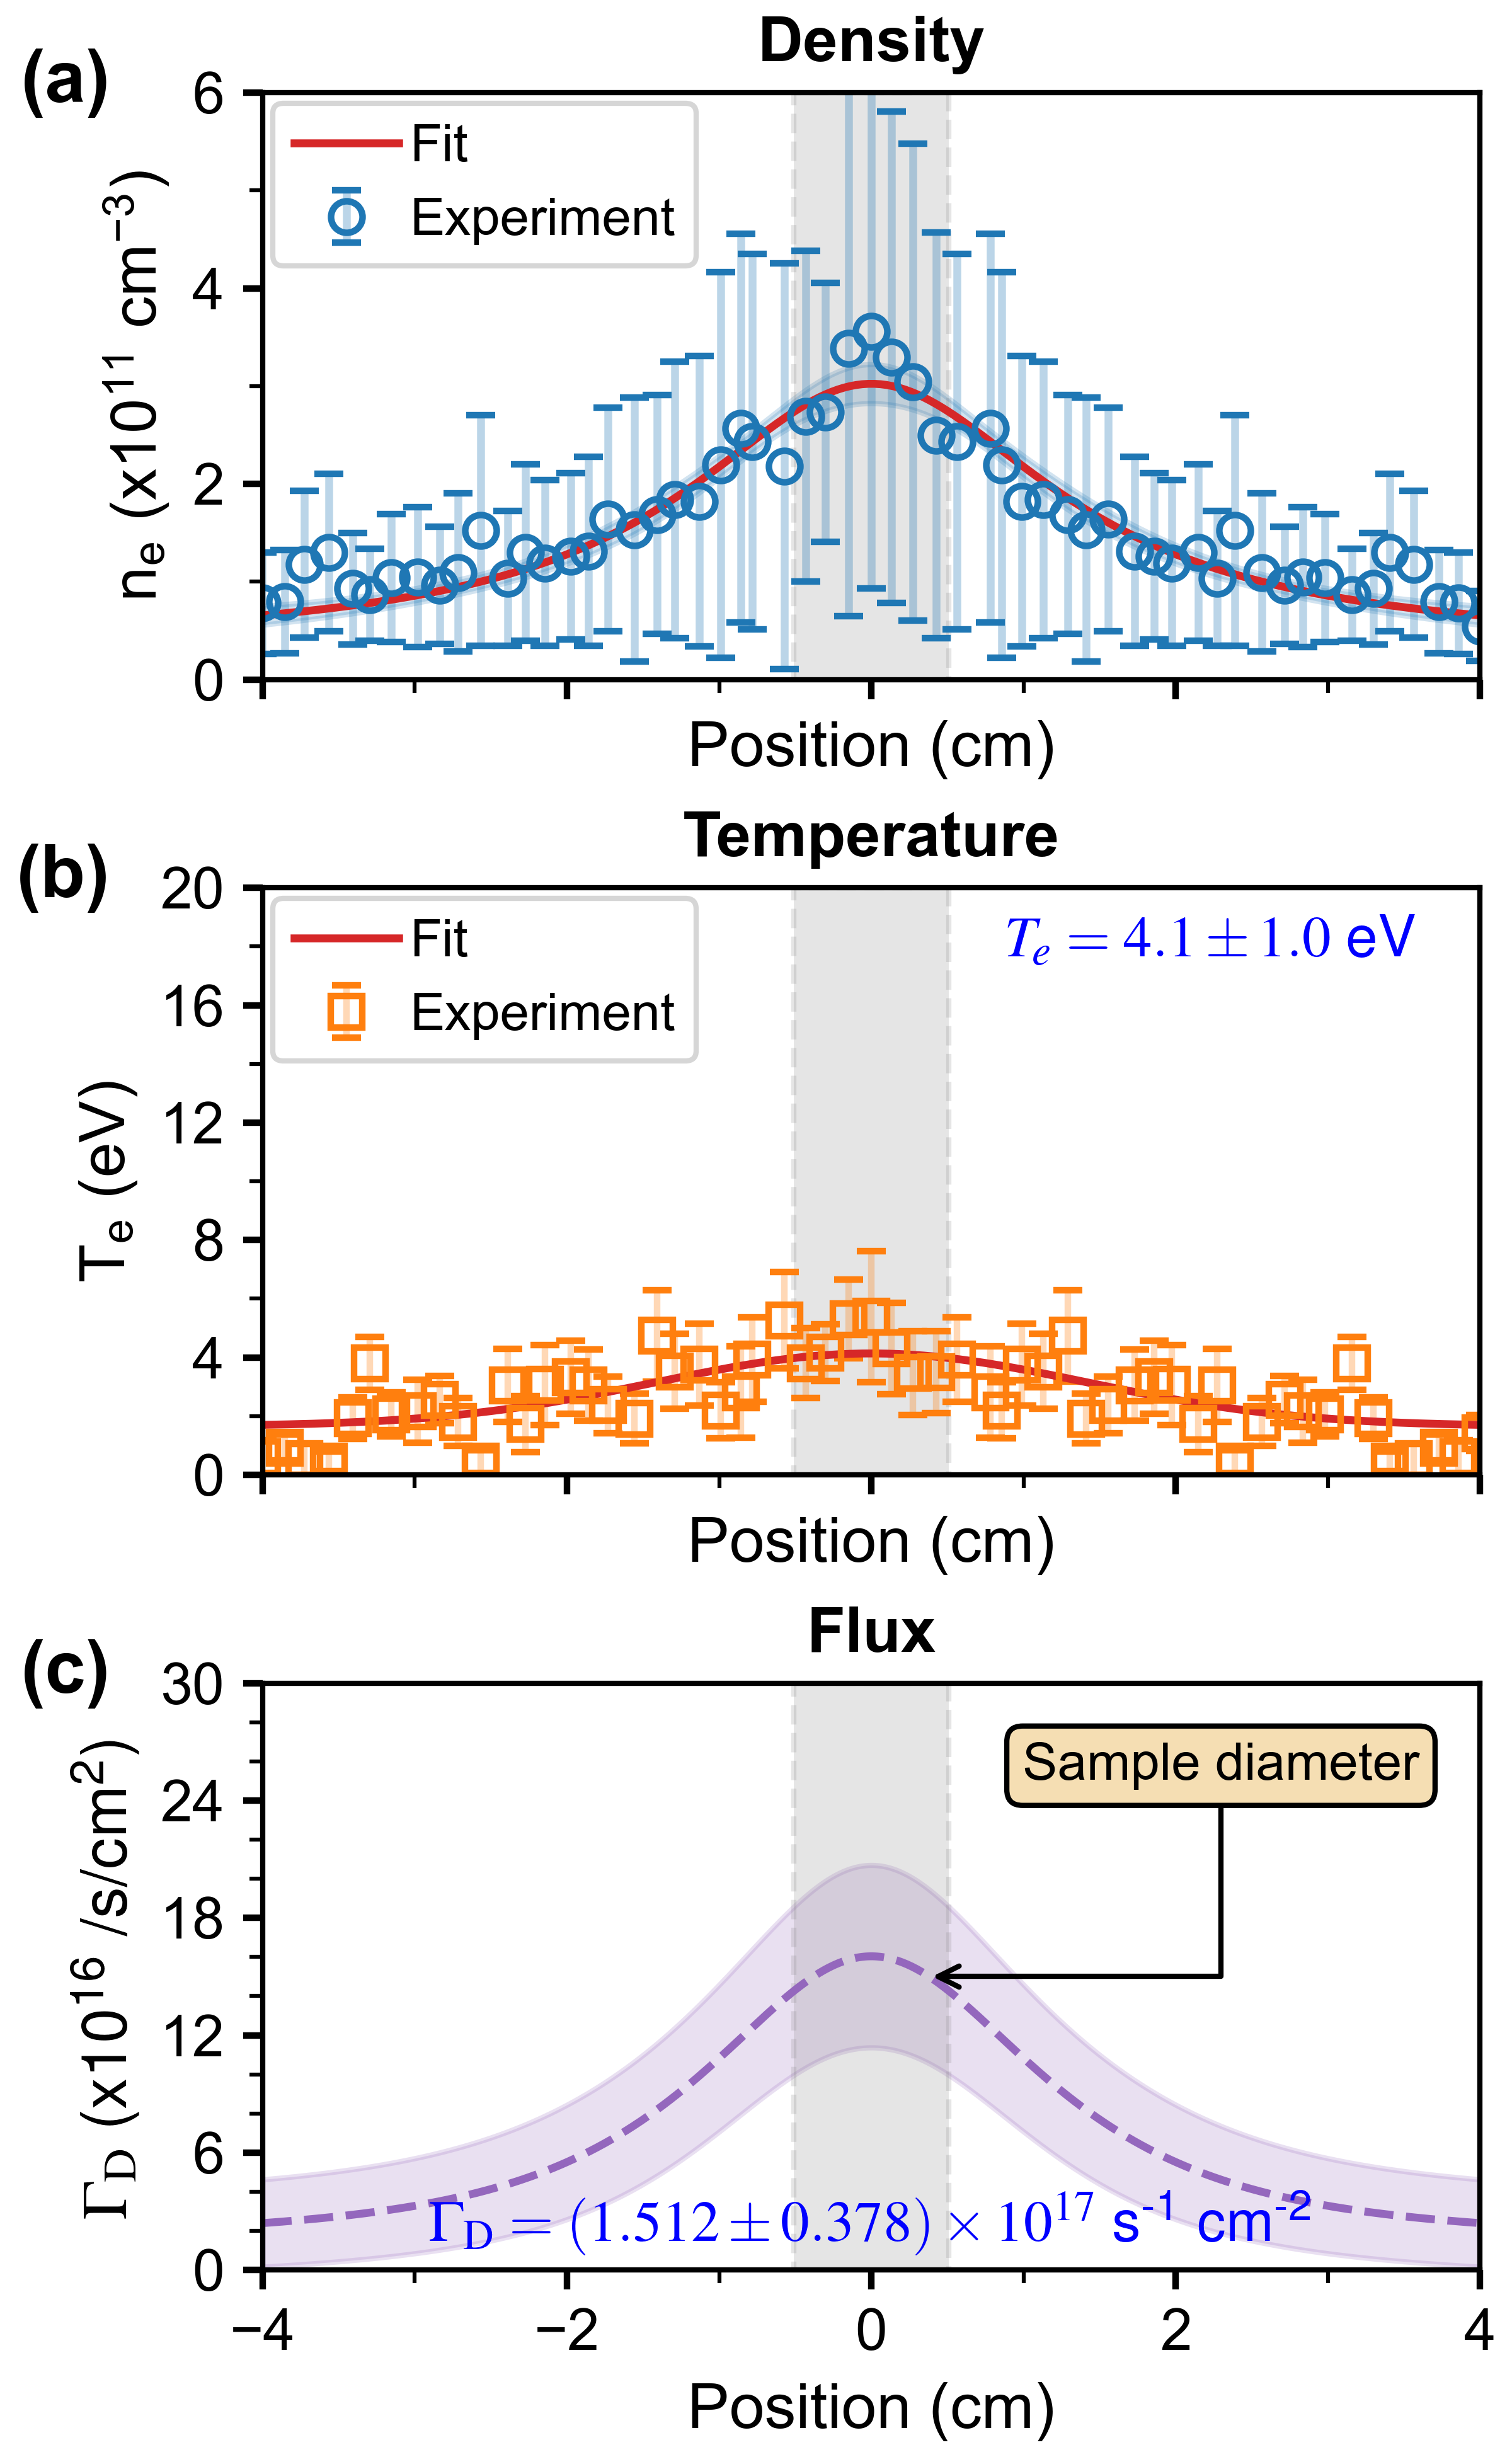 (a)
Density
6
4
2
0
nₑ (x10¹¹ cm⁻³)
Fit
Experiment
Position (cm)
(b)
Temperature
20
16
12
8
4
0
Tₑ (eV)
Fit
Experiment
Tₑ = 4.1 ± 1.0 eV
Position (cm)
(c)
Flux
30
24
18
12
6
0
Γ_D (x10¹⁶ /s/cm²)
Sample diameter
Γ_D = (1.512 ± 0.378) × 10¹⁷ s⁻¹ cm⁻²
−4 −2 0 2 4
Position (cm)